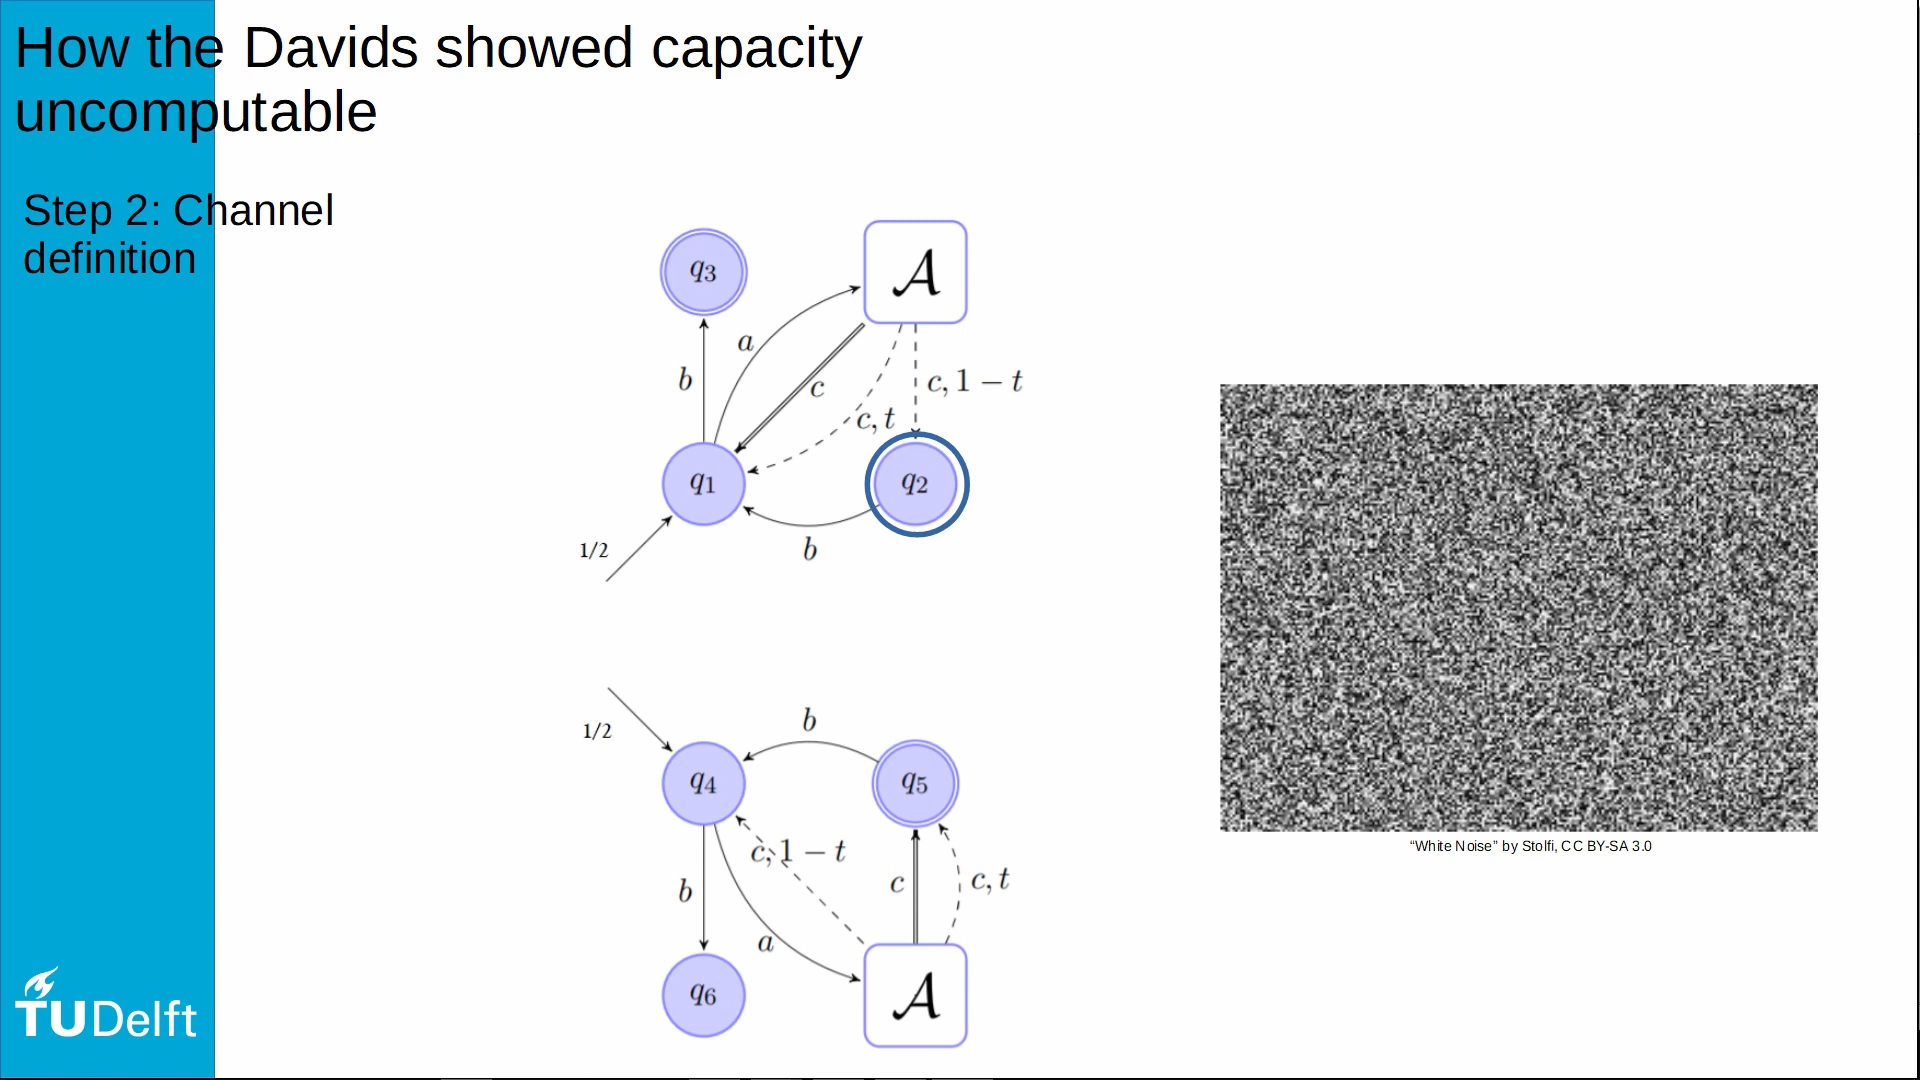 How the Davids showed capacity
uncomputable
Step 2: Channel
definition
q3
A
a
b
c
c, 1 − t
c, t
q1
q2
1/2
b
1/2
b
q4
q5
c, 1 − t
c
c, t
b
a
q6
A
“White Noise” by Stolfi, CC BY-SA 3.0
TUDelft